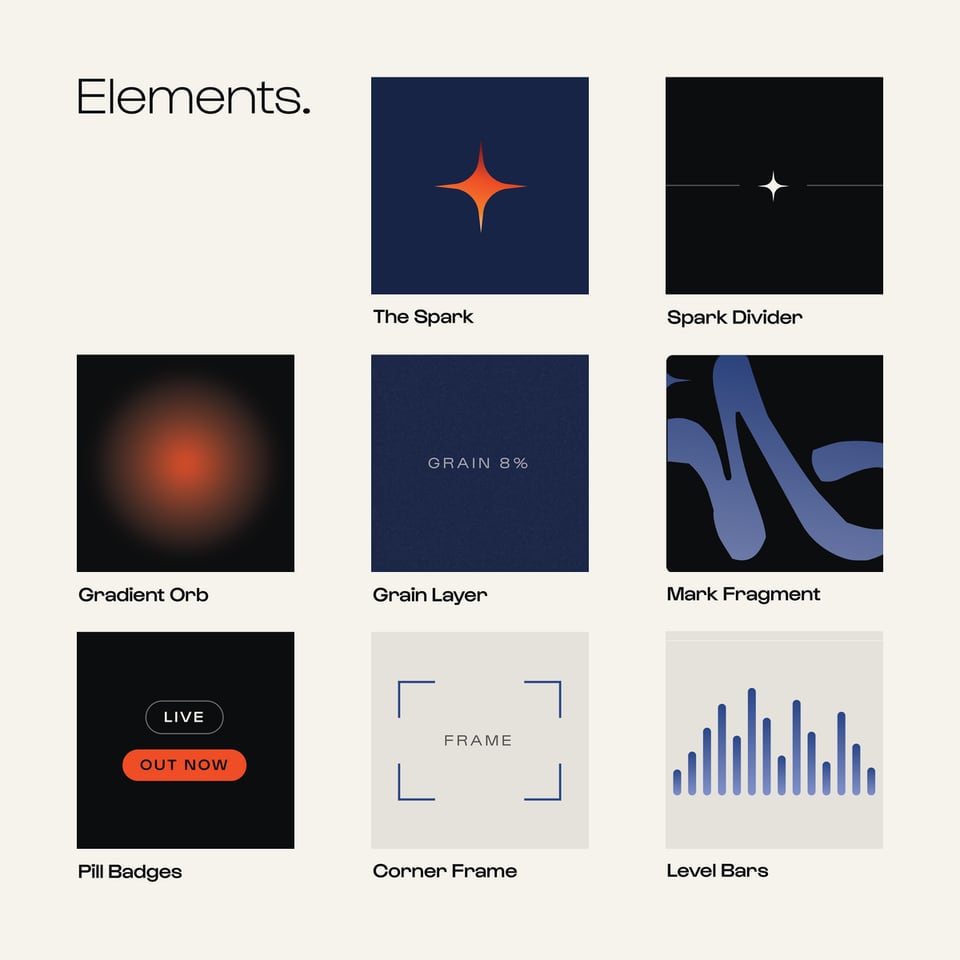 Elements.
The Spark
Spark Divider
GRAIN 8%
Gradient Orb
Grain Layer
Mark Fragment
LIVE
OUT NOW
FRAME
Pill Badges
Corner Frame
Level Bars